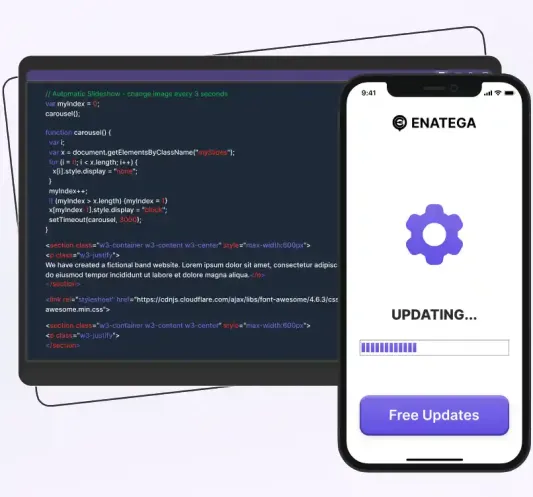 // Automatic Slideshow - change image every 3 seconds
var myIndex = 0;
carousel();
function carousel() {
var i;
var x = document.getElementsByClassName("mySlides");
for (i = 0; i < x.length; i++) {
x[i].style.display = "none";
}
myIndex++;
if (myIndex > x.length) {myIndex = 1}
x[myIndex-1].style.display = "block";
setTimeout(carousel, 3000);
}
<section class="w3-container w3-content w3-center" style="max-width:600px">
<p class="w3-justify">
We have created a fictional band website. Lorem ipsum dolor sit amet, consectetur adipisc
do eiusmod tempor incididunt ut labore et dolore magna aliqua.
</section>
<link rel="stylesheet" href="https://cdnjs.cloudflare.com/ajax/libs/font-awesome/4.6.3/css
awesome.min.css">
<section class="w3-container w3-content w3-center" style="max-width:600px">
<p class="w3-justify">
</section>
9:41
ENATEGA
UPDATING...
Free Updates